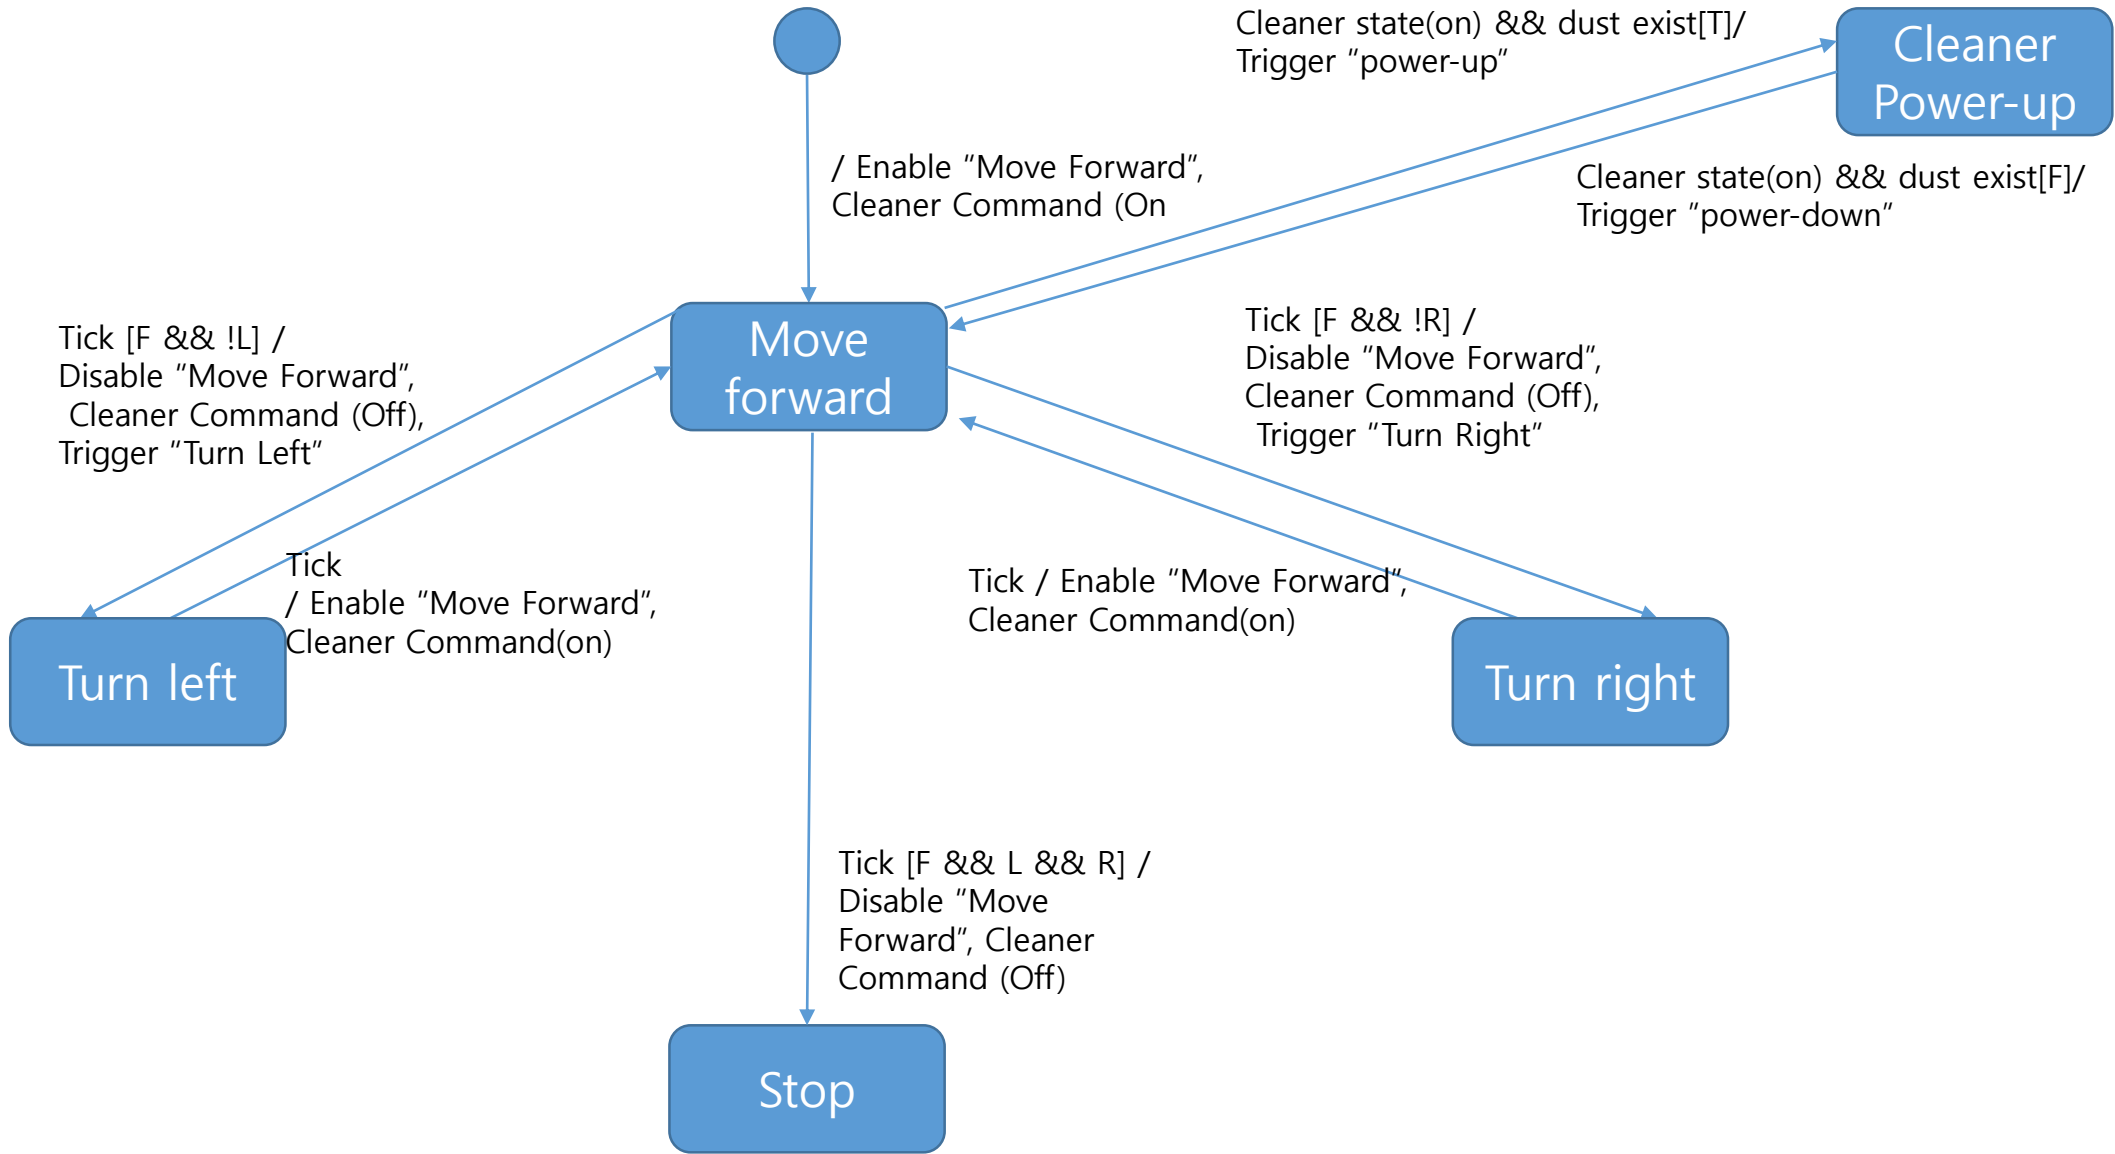 Cleaner state(on) && dust exist[T]/
Trigger "power-up"
Cleaner
Power-up
/ Enable "Move Forward",
Cleaner Command (On
Cleaner state(on) && dust exist[F]/
Trigger "power-down"
Tick [F && !L] /
Disable "Move Forward",
Cleaner Command (Off),
Trigger "Turn Left"
Move
forward
Tick [F && !R] /
Disable "Move Forward",
Cleaner Command (Off),
Trigger "Turn Right"
Tick
/ Enable "Move Forward",
Cleaner Command(on)
Tick / Enable "Move Forward",
Cleaner Command(on)
Turn left
Turn right
Tick [F && L && R] /
Disable "Move
Forward", Cleaner
Command (Off)
Stop